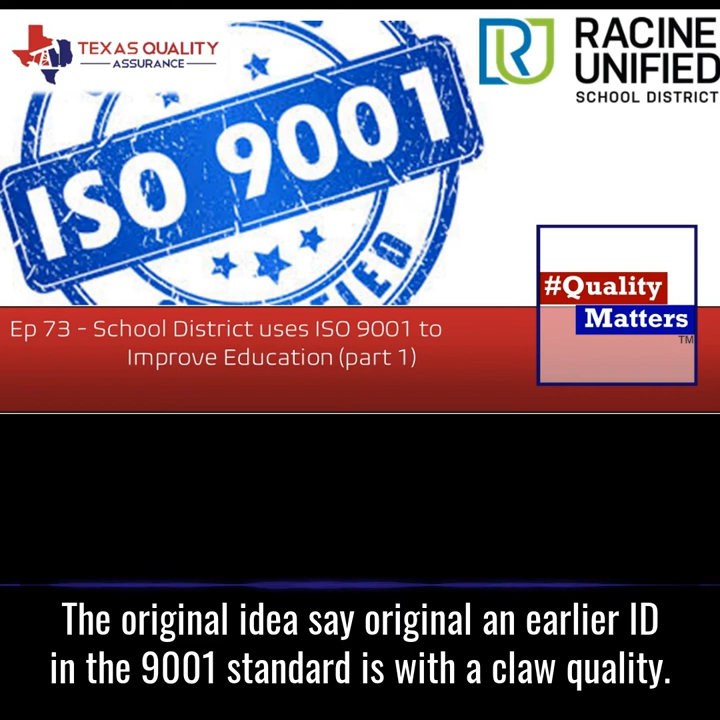 TEXAS QUALITY
ASSURANCE
RACINE
UNIFIED
SCHOOL DISTRICT
ISO 9001
#Quality
Matters
TM
Ep 73 - School District uses ISO 9001 to
Improve Education (part 1)
The original idea say original an earlier ID
in the 9001 standard is with a claw quality.